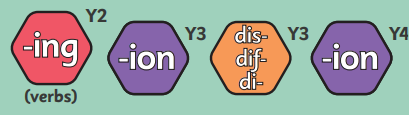 -ing Y2
(verbs)
-ion Y3
dis-
dif-
di-
Y3
-ion Y4